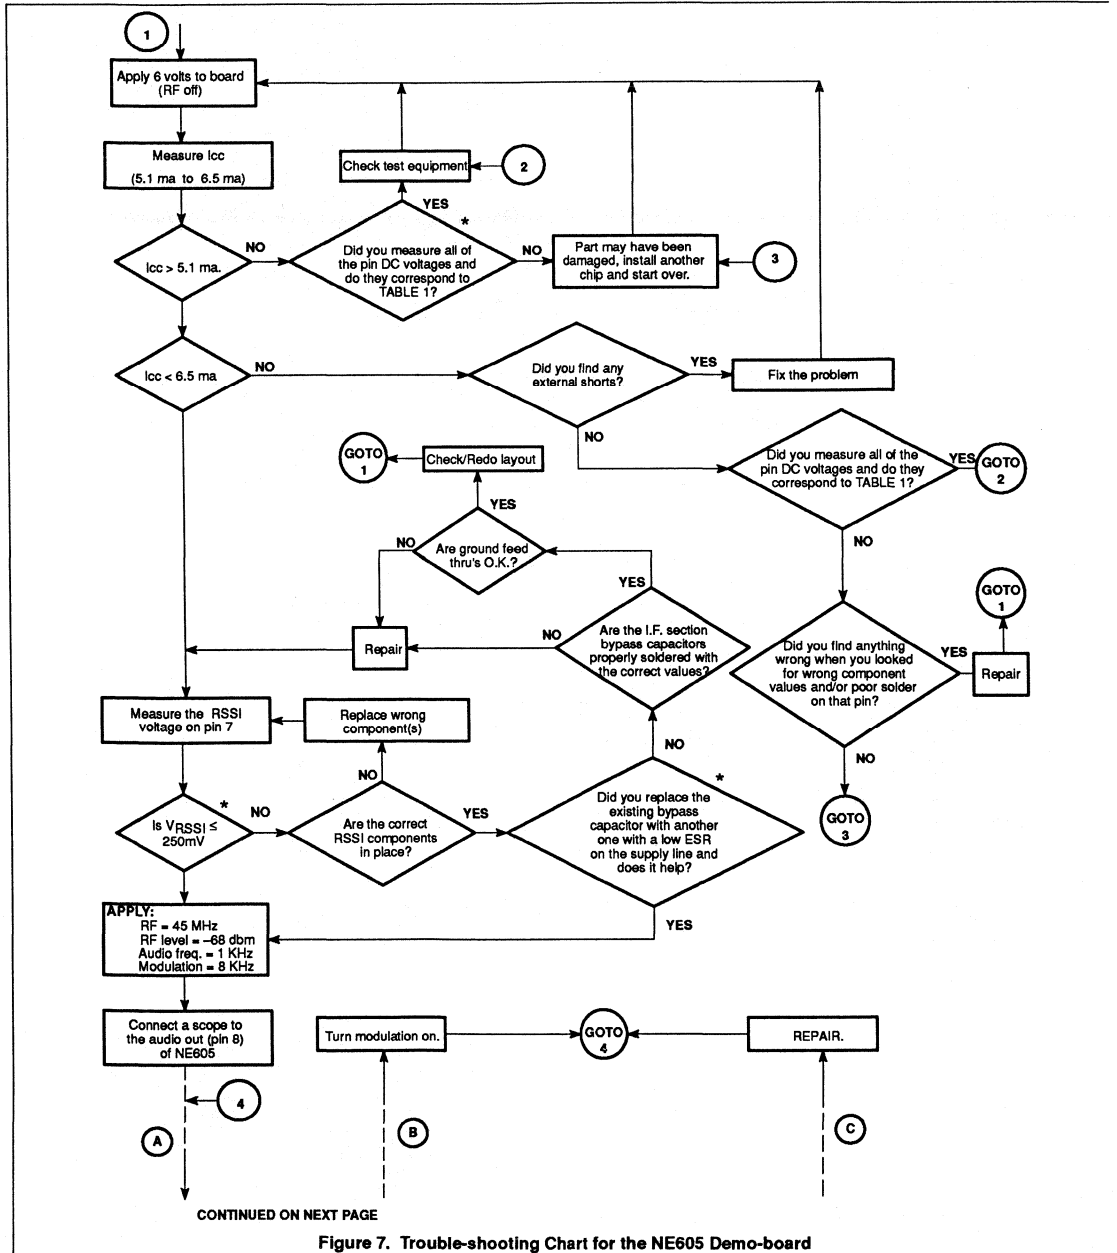 1
Apply 6 volts to board
(RF off)
Measure Icc
(5.1 ma to 6.5 ma)
Check test equipment
2
YES
*
Icc > 5.1 ma.
NO
Did you measure all of
the pin DC voltages and
do they correspond to
TABLE 1?
NO
Part may have been
damaged, install another
chip and start over.
3
Icc < 6.5 ma
NO
Did you find any
external shorts?
YES
Fix the problem
NO
GOTO
1
Check/Redo layout
Did you measure all of the
pin DC voltages and do they
correspond to TABLE 1?
YES
GOTO
2
YES
NO
Are ground feed
thru's O.K.?
NO
YES
GOTO
1
Repair
NO
Are the I.F. section
bypass capacitors
properly soldered with
the correct values?
Did you find anything
wrong when you looked
for wrong component
values and/or poor solder
on that pin?
YES
Repair
Measure the RSSI
voltage on pin 7
Replace wrong
component(s)
NO
NO
NO
*
Is VRSSI ≤
250mV
*
NO
Are the correct
RSSI components
in place?
YES
Did you replace the
existing bypass
capacitor with another
one with a low ESR
on the supply line and
does it help?
GOTO
3
YES
APPLY:
RF = 45 MHz
RF level = –68 dbm
Audio freq. = 1 KHz
Modulation = 8 KHz
Connect a scope to
the audio out (pin 8)
of NE605
Turn modulation on.
GOTO
4
REPAIR.
4
A
B
C
CONTINUED ON NEXT PAGE
Figure 7. Trouble-shooting Chart for the NE605 Demo-board